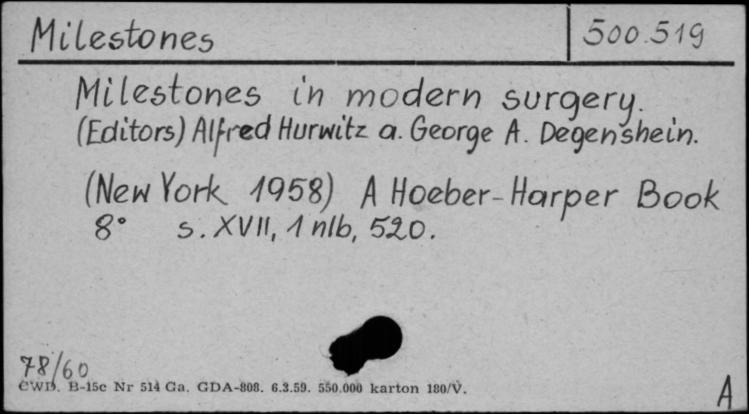 Milestones 500.519
Milestones in modern surgery.
(Editors) Alfred Hurwitz a. George A. Degenshein.
(New York 1958) A Hoeber-Harper Book
8° s. XVII, 1 nlb, 520.
78/60
CWD. B-15c Nr 514 Ga. GDA-808. 6.3.59. 550.000 karton 180/V.
A